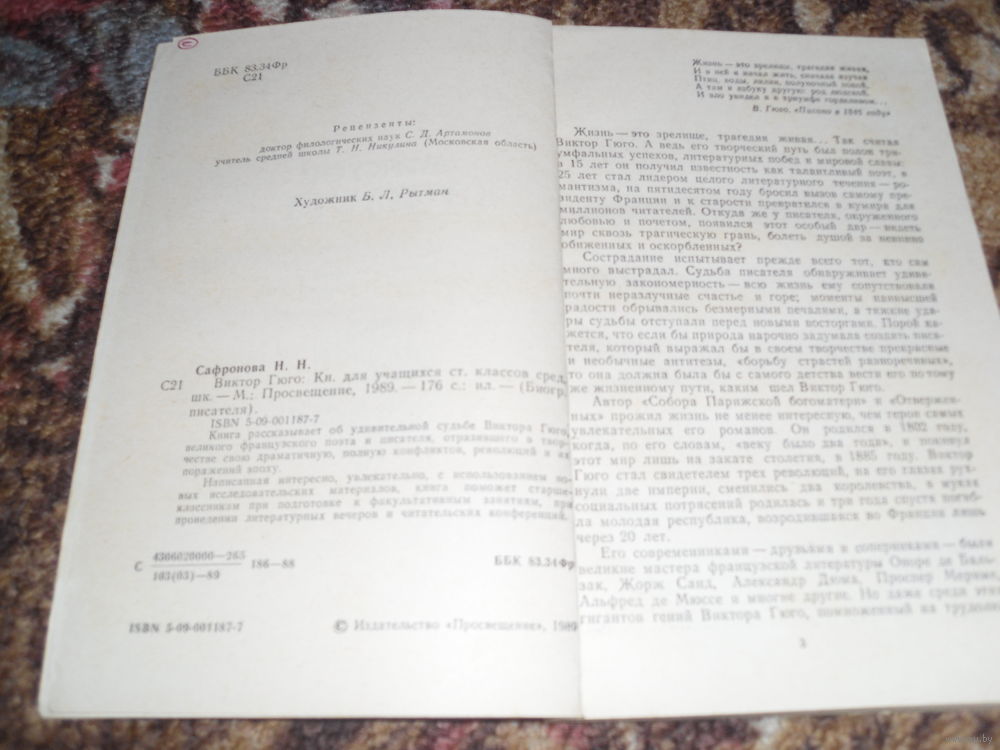 ББК 83.34Фр
С21
Рецензенты:
доктор филологических наук С. Д. Артамонов
учитель средней школы Т. Н. Никулина (Московская область)
Художник Б. Л. Рытман
Сафронова Н. Н.
С21 Виктор Гюго: Кн. для учащихся ст. классов сред.
шк. — М.: Просвещение, 1989. — 176 с.: ил. — (Биогр.
писателя).
ISBN 5-09-001187-7
Книга рассказывает об удивительной судьбе Виктора Гюго,
великого французского поэта и писателя, отразившего в твор-
честве свою драматичную, полную конфликтов, революций и их
поражений эпоху.
Написанная интересно, увлекательно, с использованием но-
вых исследовательских материалов, книга поможет старше-
классникам при подготовке к факультативным занятиям, при
проведении литературных вечеров и читательских конференций.
С 4306020000—265
103(03)—89
186—88
ББК 83.34Фр
ISBN 5-09-001187-7
© Издательство «Просвещение», 1989
Жизнь — это зрелище, трагедия живая,
И в ней я начал жить, сначала изучая
Птиц, воды, лилии, полуночный покой,
А там и азбуку другую: род людской.
И зло увидел я в триумфе горделивом...
В. Гюго, «Писано в 1846 году»
Жизнь — это зрелище, трагедия живая... Так считал
Виктор Гюго. А ведь его творческий путь был полон три-
умфальных успехов, литературных побед и мировой славы:
в 15 лет он получил известность как талантливый поэт, в
25 лет стал лидером целого литературного течения — ро-
мантизма, на пятидесятом году бросил вызов самому пре-
зиденту Франции и к старости превратился в кумира для
миллионов читателей. Откуда же у писателя, окруженного
любовью и почетом, появился этот особый дар — видеть
мир сквозь трагическую грань, болеть душой за невинно
обиженных и оскорбленных?
Сострадание испытывает прежде всего тот, кто сам
много выстрадал. Судьба писателя обнаруживает удиви-
тельную закономерность — всю жизнь ему сопутствовали
почти неразлучные счастье и горе; моменты наивысшей
радости обрывались безмерными печалями, а тяжкие уда-
ры судьбы отступали перед новыми восторгами. Порой ка-
жется, что если бы природа нарочно задумала создать писа-
теля, который выражал бы в своем творчестве прекрасные
и необычные антитезы, «борьбу страстей разноречивых»,
то она должна была бы с самого детства вести его по тому
же жизненному пути, каким шел Виктор Гюго.
Автор «Собора Парижской богоматери» и «Отвержен-
ных» прожил жизнь не менее интересную, чем герои самых
увлекательных его романов. Он родился в 1802 году,
когда, по его словам, «веку было два года», и покинул
этот мир лишь на закате столетия, в 1885 году. Виктор
Гюго стал свидетелем трех революций, на его глазах рух-
нули две империи, сменились два королевства, в муках
социальных потрясений родилась и три года спустя погиб-
ла молодая республика, возродившаяся во Франции лишь
через 20 лет.
Его современниками — друзьями и соперниками — были
великие мастера французской литературы Оноре де Баль-
зак, Жорж Санд, Александр Дюма, Проспер Мериме,
Альфред де Мюссе и многие другие. Но даже среди этих
гигантов гений Виктора Гюго, помноженный на трудолю-
3